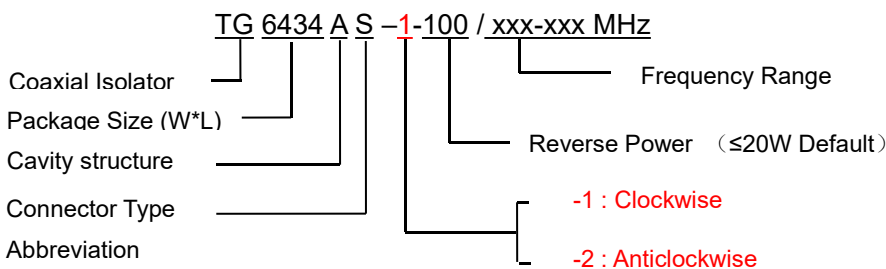 TG 6434 A S –1-100 / xxx-xxx MHz
Coaxial Isolator
Frequency Range
Package Size (W*L)
Reverse Power （≤20W Default）
Cavity structure
-1 : Clockwise
Connector Type
Abbreviation
-2 : Anticlockwise